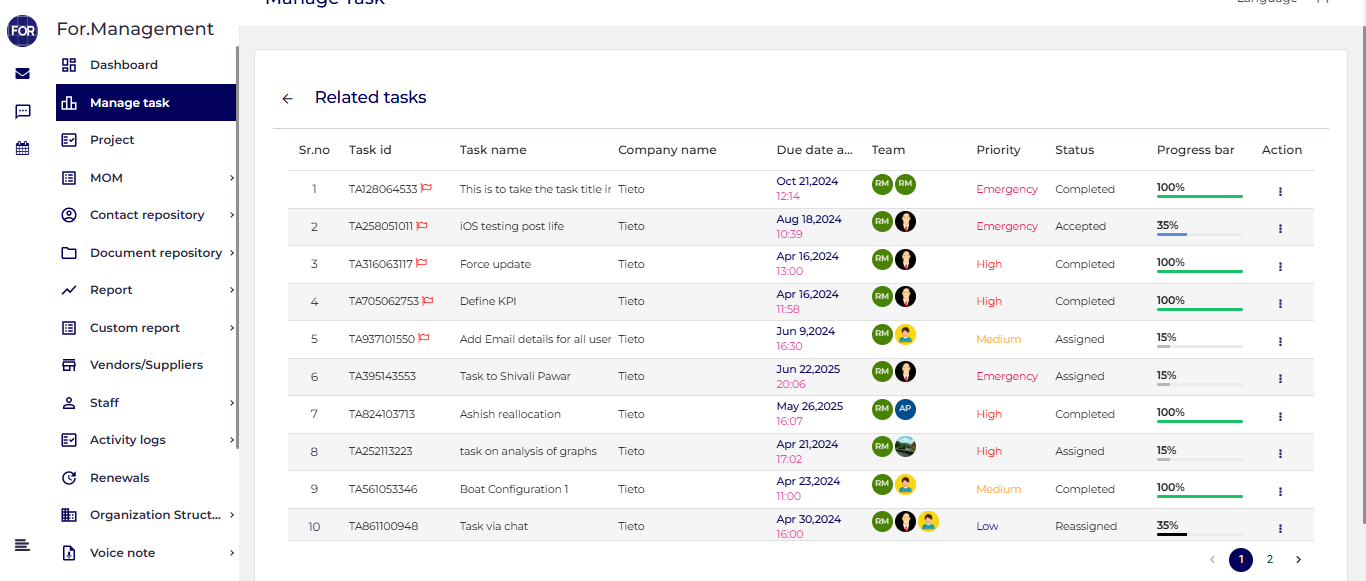 Manage Task
Language
FOR
For.Management
Dashboard
Manage task
Project
MOM
Contact repository
Document repository
Report
Custom report
Vendors/Suppliers
Staff
Activity logs
Renewals
Organization Struct...
Voice note
Related tasks
Sr.no Task id Task name Company name Due date a... Team Priority Status Progress bar Action
1 TA128064533 This is to take the task title in Tieto Oct 21,2024 12:14 RM RM Emergency Completed 100%
2 TA258051011 iOS testing post life Tieto Aug 18,2024 10:39 RM Emergency Accepted 35%
3 TA316063117 Force update Tieto Apr 16,2024 13:00 RM High Completed 100%
4 TA705062753 Define KPI Tieto Apr 16,2024 11:58 RM High Completed 100%
5 TA937101550 Add Email details for all user Tieto Jun 9,2024 16:30 RM Medium Assigned 15%
6 TA395143553 Task to Shivali Pawar Tieto Jun 22,2025 20:06 RM Emergency Assigned 15%
7 TA824103713 Ashish reallocation Tieto May 26,2025 16:07 RM AP High Completed 100%
8 TA252113223 task on analysis of graphs Tieto Apr 21,2024 17:02 RM High Assigned 15%
9 TA561053346 Boat Configuration 1 Tieto Apr 23,2024 11:00 RM Medium Completed 100%
10 TA861100948 Task via chat Tieto Apr 30,2024 16:00 RM Low Reassigned 35%
1 2